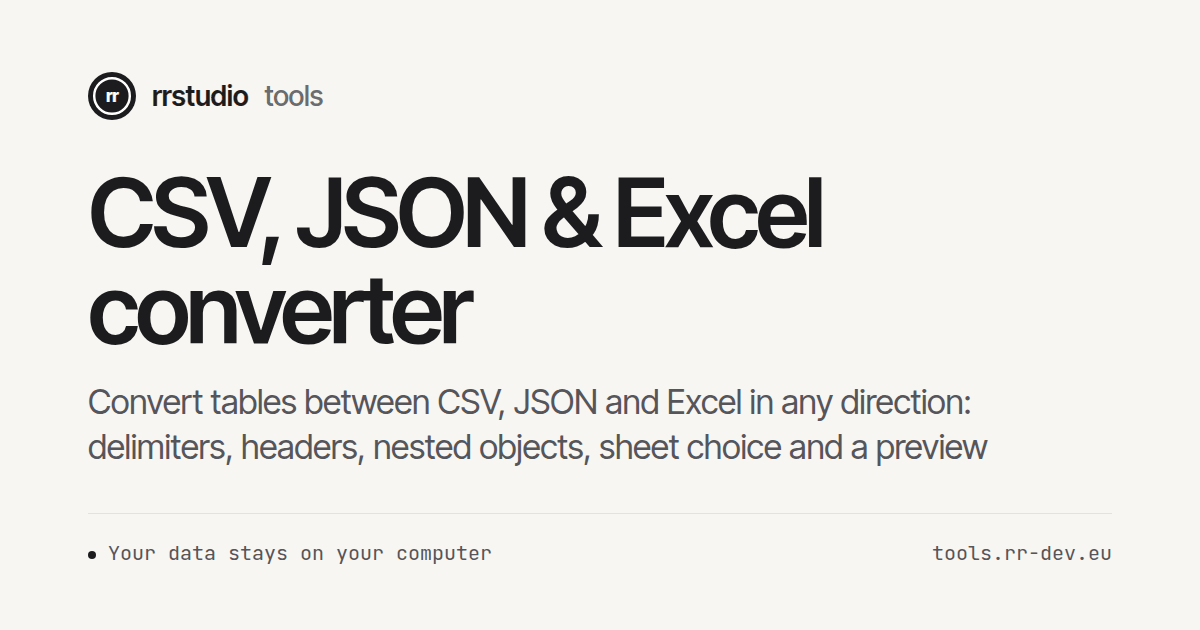 rr rrstudio tools
CSV, JSON & Excel
converter
Convert tables between CSV, JSON and Excel in any direction:
delimiters, headers, nested objects, sheet choice and a preview
Your data stays on your computer
tools.rr-dev.eu